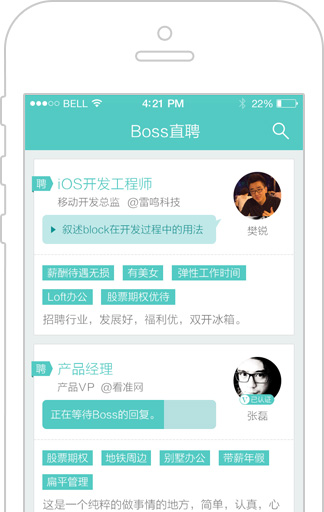 BELL 4:21 PM 22%
Boss直聘
聘 iOS开发工程师
移动开发总监 @雷鸣科技
叙述block在开发过程中的用法
樊锐
薪酬待遇无损 有美女 弹性工作时间
Loft办公 股票期权优待
招聘行业，发展好，福利优，双开冰箱。
聘 产品经理
产品VP @看准网
V 已认证
正在等待Boss的回复。
张磊
股票期权 地铁周边 别墅办公 带薪年假
扁平管理
这是一个纯粹的做事情的地方，简单，认真，心